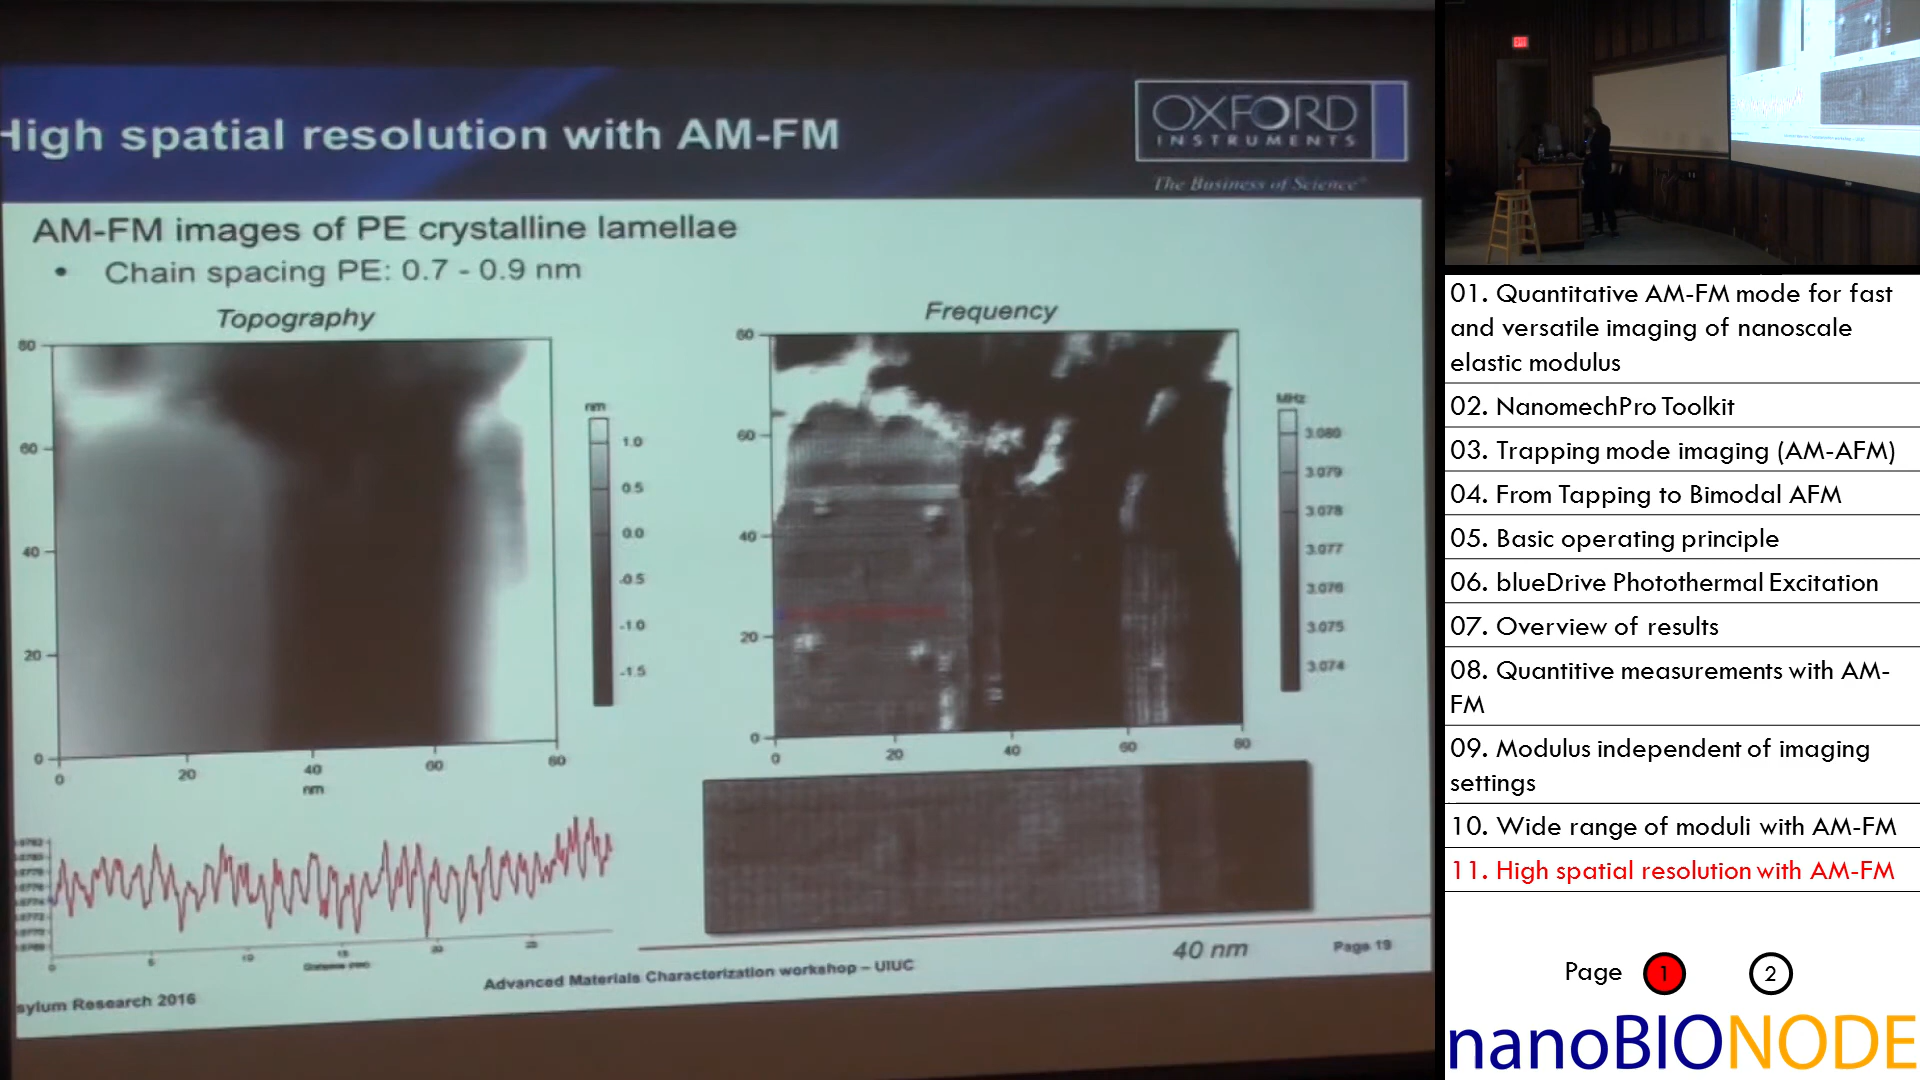 High spatial resolution with AM-FM
OXFORD
INSTRUMENTS
The Business of Science®
AM-FM images of PE crystalline lamellae
• Chain spacing PE: 0.7 - 0.9 nm
Topography
80
60
40
20
0
0 20 40 60 80
nm
nm
1.0
0.5
0.0
-0.5
-1.0
-1.5
Frequency
80
60
40
20
0
0 20 40 60 80
MHz
3.080
3.079
3.078
3.077
3.076
3.075
3.074
0 5 10 15 20 25
40 nm
Page 19
Advanced Materials Characterization workshop – UIUC
sylum Research 2016
EXIT
01. Quantitative AM-FM mode for fast
and versatile imaging of nanoscale
elastic modulus
02. NanomechPro Toolkit
03. Trapping mode imaging (AM-AFM)
04. From Tapping to Bimodal AFM
05. Basic operating principle
06. blueDrive Photothermal Excitation
07. Overview of results
08. Quantitive measurements with AM-
FM
09. Modulus independent of imaging
settings
10. Wide range of moduli with AM-FM
11. High spatial resolution with AM-FM
Page 1 2
nanoBIONODE